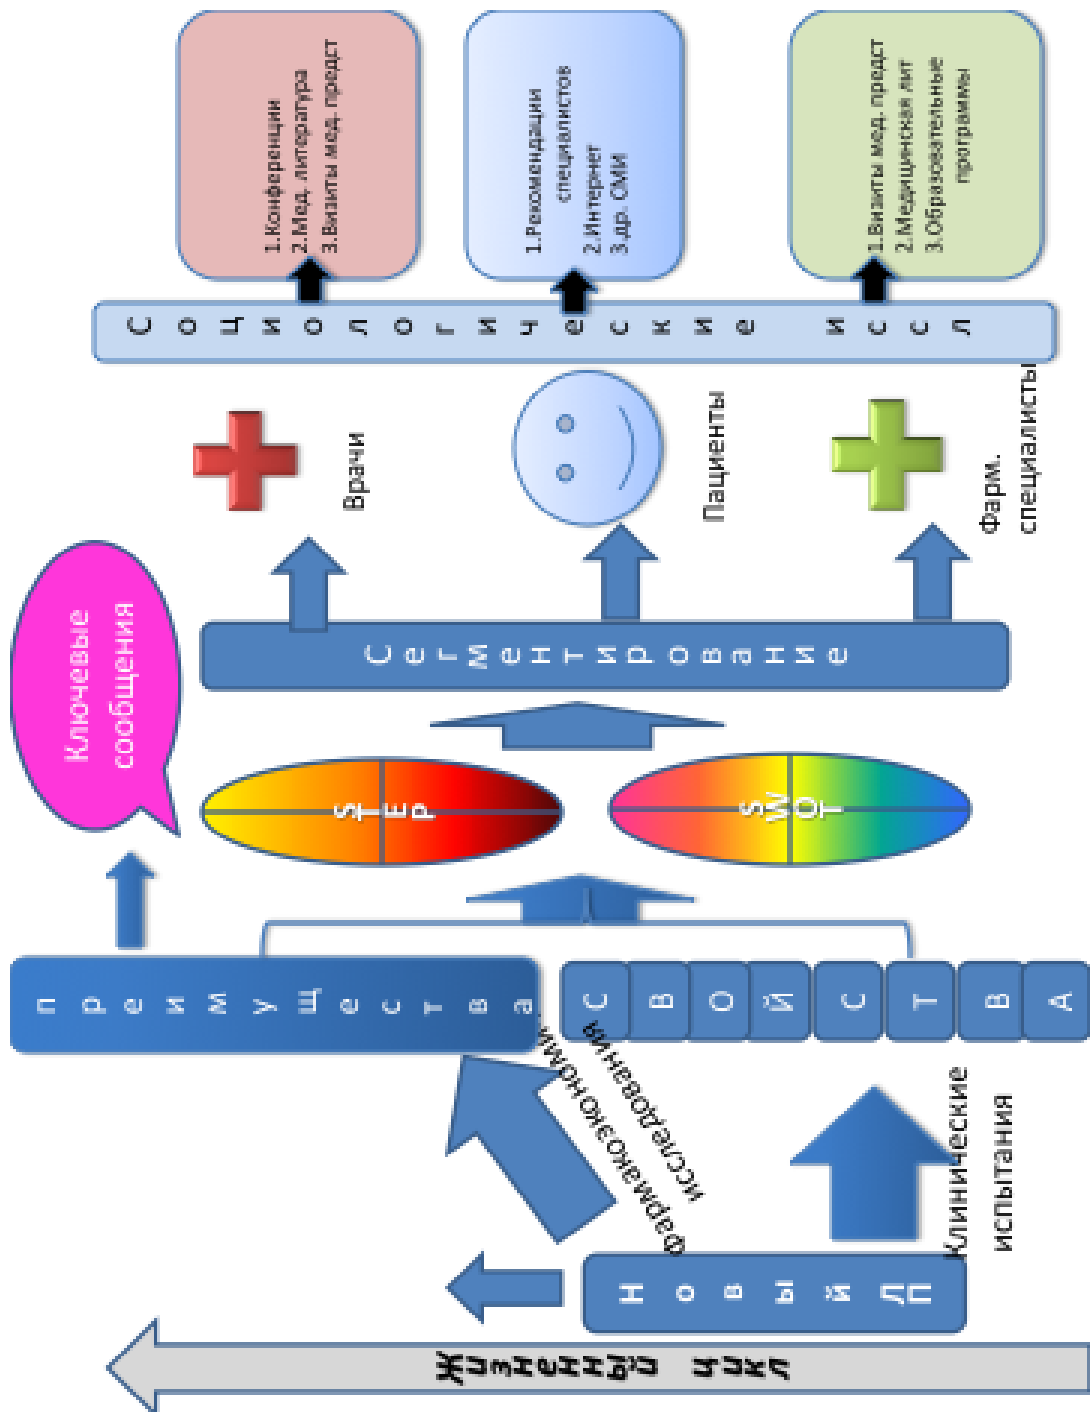 Жизненный цикл
Новый ЛП
Клинические
испытания
исследования
преимущества
СВОЙСТВА
Ключевые
сообщения
STEP
SWOT
Сегментирование
Врачи
Пациенты
Фарм.
специалисты
Социологические иссл
1.Конференции
2.Мед. литература
3.Визиты мед. предст
1.Рекомендации
специалистов
2.Интернет
3.др. СМИ
1.Визиты мед. предст
2.Медицинская лит
3.Образовательные
программы